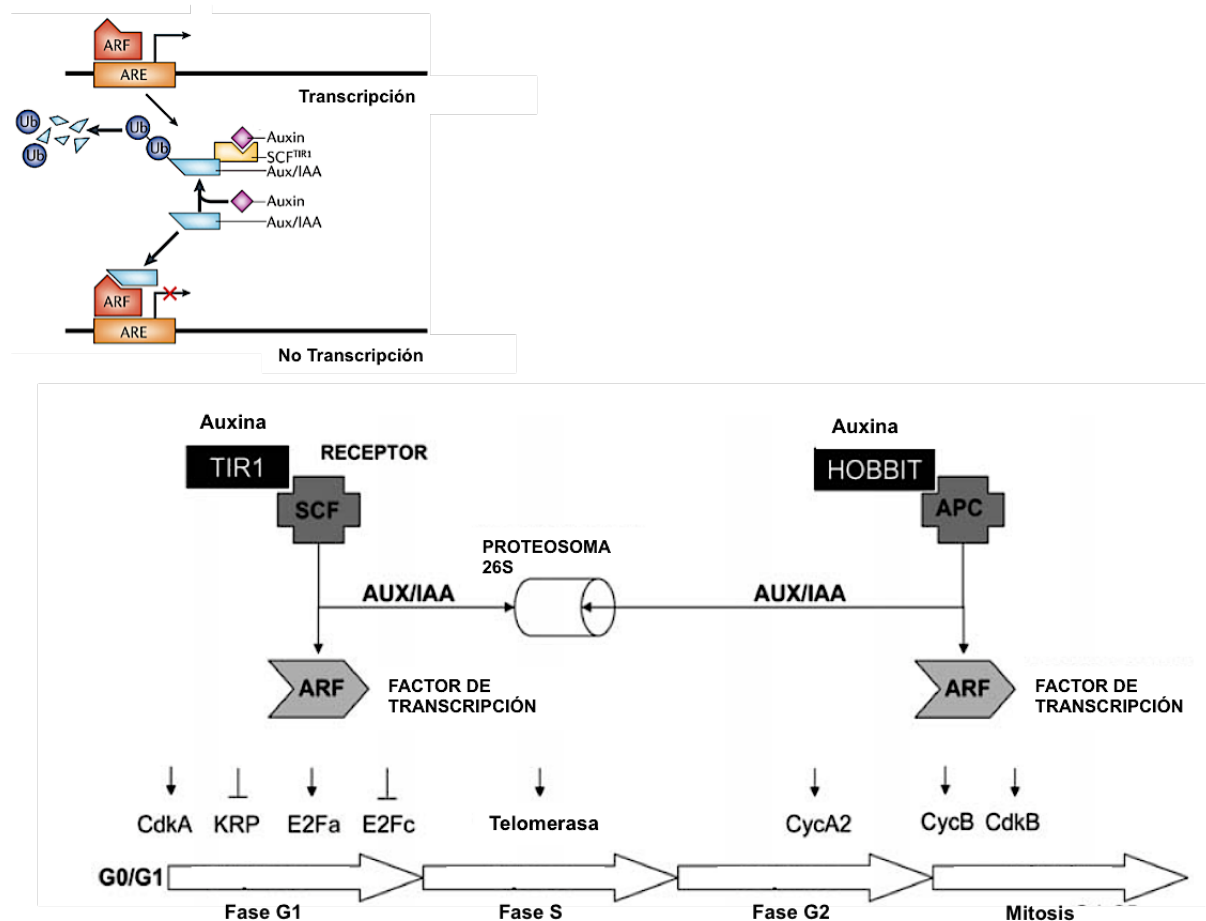 ARF
ARE
Transcripción
Ub
Ub
Ub
Ub
Auxin
SCFTIR1
Aux/IAA
Auxin
Aux/IAA
ARF
ARE
No Transcripción
Auxina
Auxina
TIR1
RECEPTOR
HOBBIT
SCF
APC
PROTEOSOMA
26S
AUX/IAA
AUX/IAA
ARF
FACTOR DE
TRANSCRIPCIÓN
ARF
FACTOR DE
TRANSCRIPCIÓN
CdkA KRP E2Fa E2Fc Telomerasa CycA2 CycB CdkB
G0/G1
Fase G1 Fase S Fase G2 Mitosis